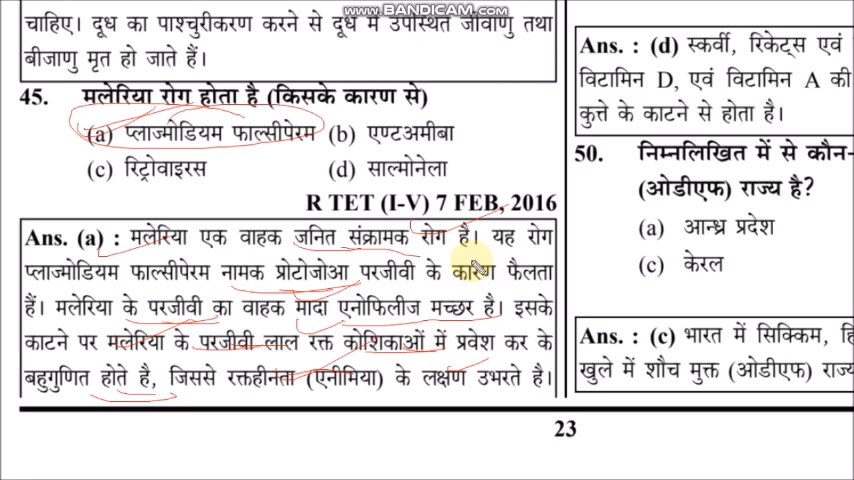 www.BANDICAM.com
चाहिए। दूध का पाश्चुरीकरण करने से दूध में उपस्थित जीवाणु तथा
बीजाणु मृत हो जाते हैं।
45. मलेरिया रोग होता है (किसके कारण से)
(a) प्लाज्मोडियम फाल्सीपेरम (b) एण्टअमीबा
(c) रिट्रोवाइरस (d) साल्मोनेला
R TET (I-V) 7 FEB, 2016
Ans. (a) : मलेरिया एक वाहक जनित संक्रामक रोग है। यह रोग
प्लाज्मोडियम फाल्सीपेरम नामक प्रोटोजोआ परजीवी के कारण फैलता
हैं। मलेरिया के परजीवी का वाहक मादा एनोफिलीज मच्छर है। इसके
काटने पर मलेरिया के परजीवी लाल रक्त कोशिकाओं में प्रवेश कर के
बहुगुणित होते है, जिससे रक्तहीनता (एनीमिया) के लक्षण उभरते है।
23
Ans. : (d) स्कर्वी, रिकेट्स एवं
विटामिन D, एवं विटामिन A की
कुत्ते के काटने से होता है।
50. निम्नलिखित में से कौन-
(ओडीएफ) राज्य है?
(a) आन्ध्र प्रदेश
(c) केरल
Ans. : (c) भारत में सिक्किम, हि
खुले में शौच मुक्त (ओडीएफ) राज्य